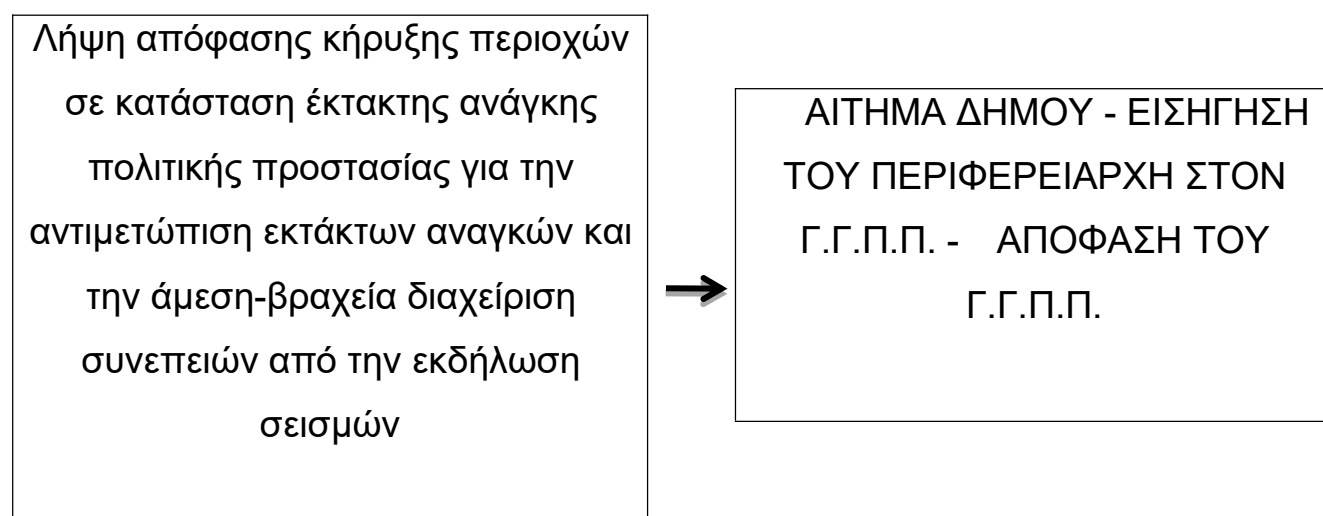 Λήψη απόφασης κήρυξης περιοχών
σε κατάσταση έκτακτης ανάγκης
πολιτικής προστασίας για την
αντιμετώπιση εκτάκτων αναγκών και
την άμεση-βραχεία διαχείριση
συνεπειών από την εκδήλωση
σεισμών
ΑΙΤΗΜΑ ΔΗΜΟΥ - ΕΙΣΗΓΗΣΗ
ΤΟΥ ΠΕΡΙΦΕΡΕΙΑΡΧΗ ΣΤΟΝ
Γ.Γ.Π.Π. - ΑΠΟΦΑΣΗ ΤΟΥ
Γ.Γ.Π.Π.